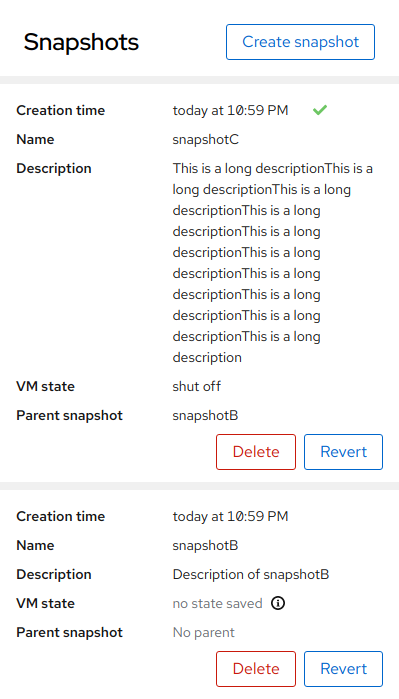 Snapshots
Create snapshot
Creation time today at 10:59 PM
Name snapshotC
Description This is a long descriptionThis is a
long descriptionThis is a long
descriptionThis is a long
descriptionThis is a long
descriptionThis is a long
descriptionThis is a long
descriptionThis is a long
descriptionThis is a long
descriptionThis is a long
description
VM state shut off
Parent snapshot snapshotB
Delete Revert
Creation time today at 10:59 PM
Name snapshotB
Description Description of snapshotB
VM state no state saved
Parent snapshot No parent
Delete Revert